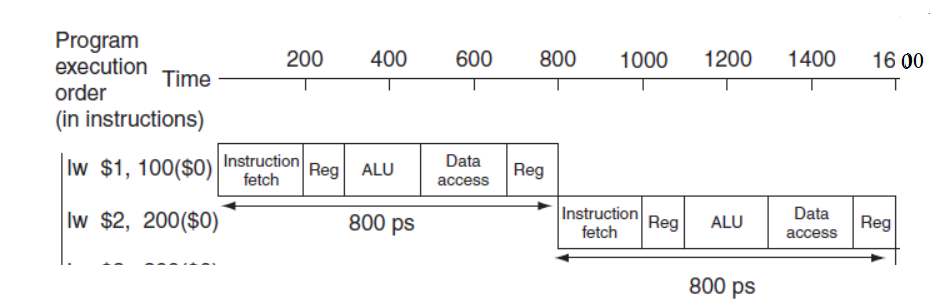 Program
execution
order
(in instructions)
Time
200 400 600 800 1000 1200 1400 1600
lw $1, 100($0)
Instruction fetch
Reg
ALU
Data access
Reg
lw $2, 200($0)
800 ps
Instruction fetch
Reg
ALU
Data access
Reg
800 ps